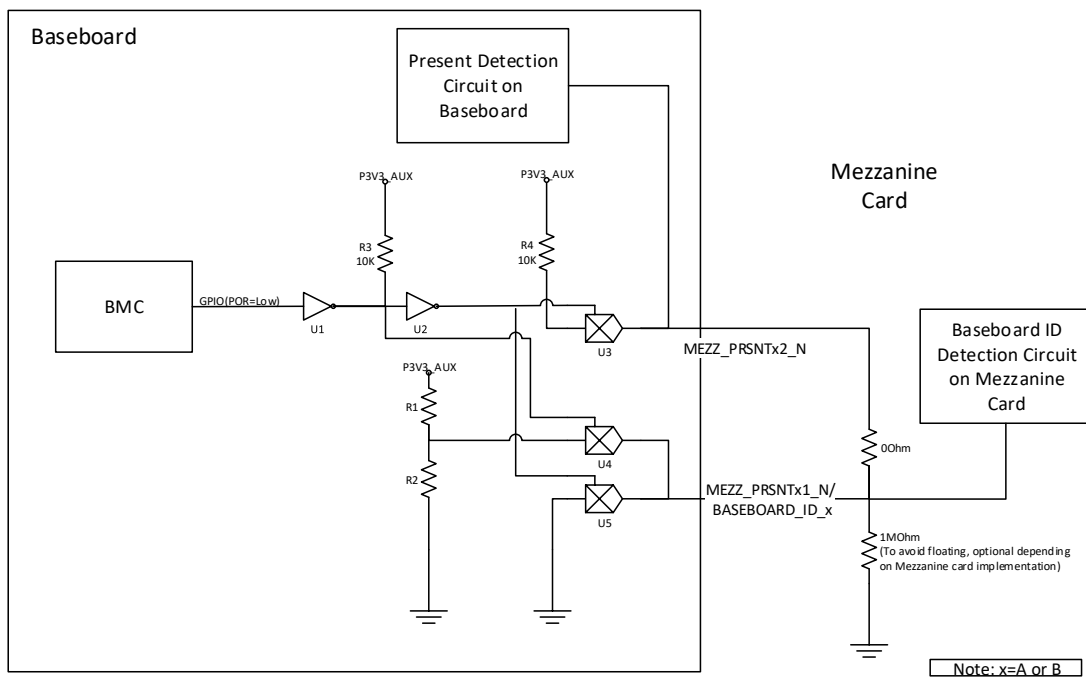 Baseboard
Present Detection
Circuit on
Baseboard
Mezzanine
Card
P3V3_AUX
P3V3_AUX
R3
10K
R4
10K
BMC
GPIO(POR=Low)
U1
U2
U3
MEZZ_PRSNTx2_N
Baseboard ID
Detection Circuit
on Mezzanine
Card
P3V3_AUX
R1
R2
U4
U5
0Ohm
MEZZ_PRSNTx1_N/
BASEBOARD_ID_x
1MOhm
(To avoid floating, optional depending
on Mezzanine card implementation)
Note: x=A or B